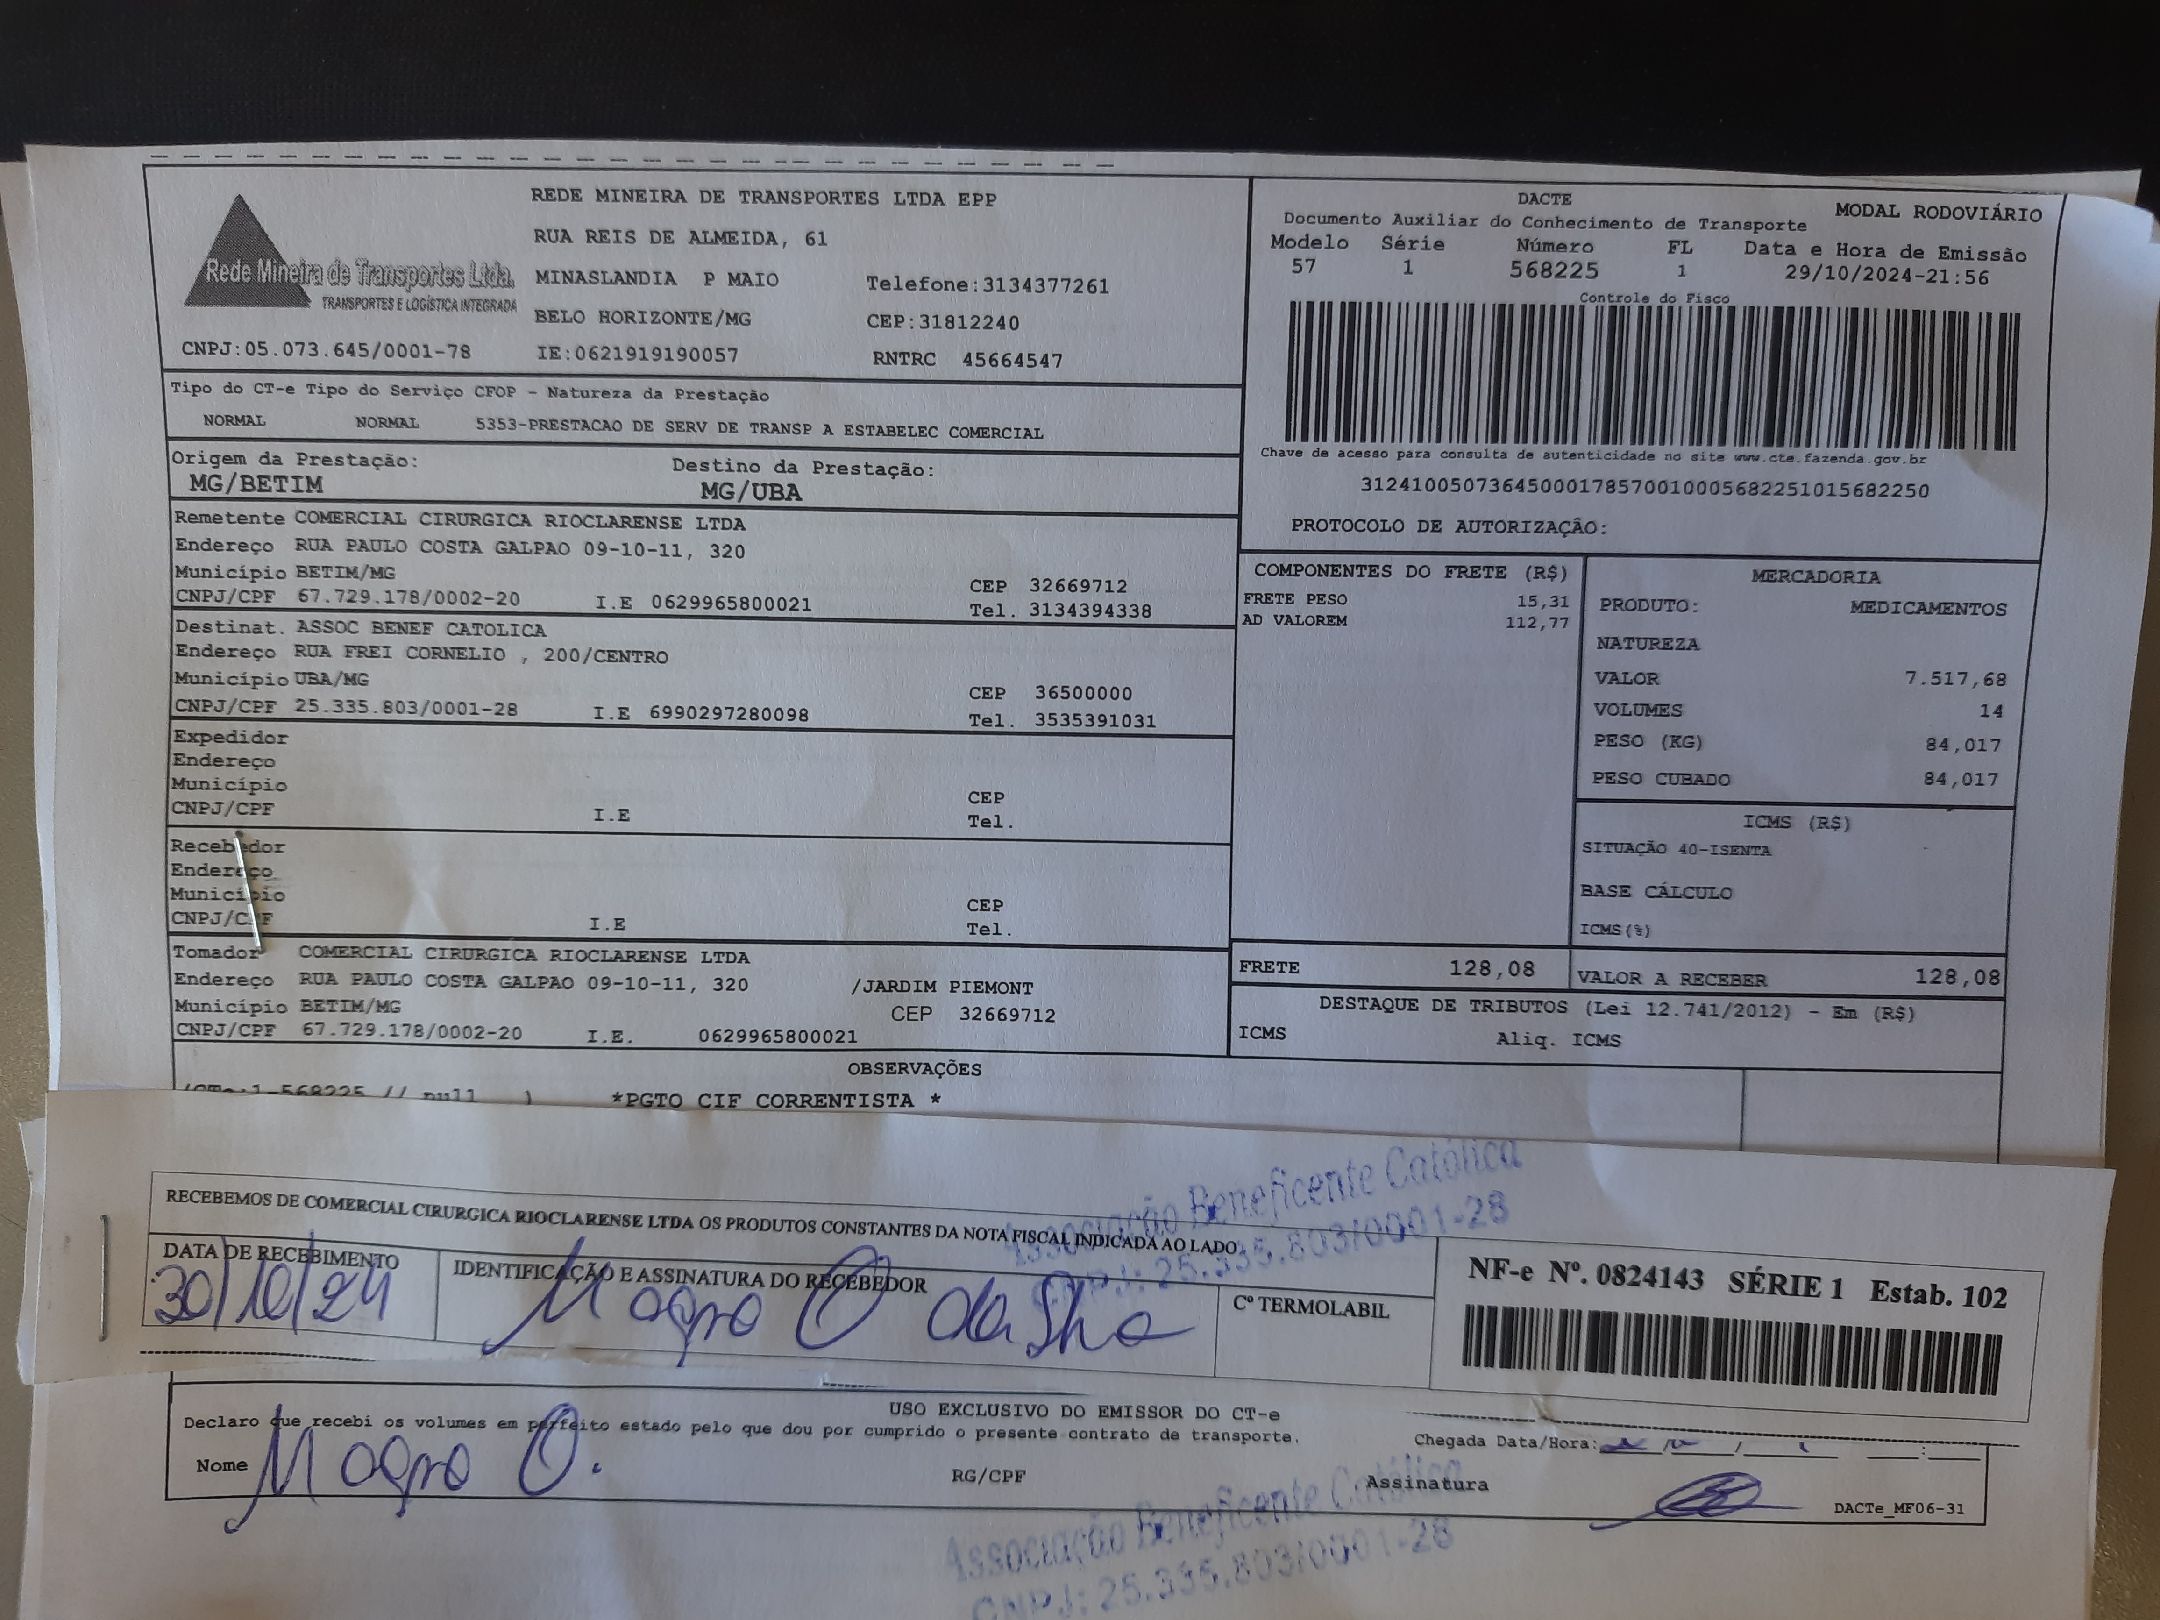 REDE MINEIRA DE TRANSPORTES LTDA EPP
RUA REIS DE ALMEIDA, 61
MINASLANDIA P MAIO Telefone:3134377261
BELO HORIZONTE/MG CEP:31812240
CNPJ:05.073.645/0001-78 IE:0621919190057 RNTRC 45664547
Rede Mineira de Transportes Ltda.
TRANSPORTES E LOGÍSTICA INTEGRADA
DACTE MODAL RODOVIÁRIO
Documento Auxiliar do Conhecimento de Transporte
Modelo Série Número FL Data e Hora de Emissão
57 1 568225 1 29/10/2024-21:56
Controle do Fisco
Chave de acesso para consulta de autenticidade no site www.cte.fazenda.gov.br
31241005073645000178570010005682251015682250
PROTOCOLO DE AUTORIZAÇÃO:
Tipo do CT-e Tipo do Serviço CFOP - Natureza da Prestação
NORMAL NORMAL 5353-PRESTACAO DE SERV DE TRANSP A ESTABELEC COMERCIAL
Origem da Prestação: Destino da Prestação:
MG/BETIM MG/UBA
Remetente COMERCIAL CIRURGICA RIOCLARENSE LTDA
Endereço RUA PAULO COSTA GALPAO 09-10-11, 320
Município BETIM/MG CEP 32669712
CNPJ/CPF 67.729.178/0002-20 I.E 0629965800021 Tel. 3134394338
Destinat. ASSOC BENEF CATOLICA
Endereço RUA FREI CORNELIO , 200/CENTRO
Município UBA/MG CEP 36500000
CNPJ/CPF 25.335.803/0001-28 I.E 6990297280098 Tel. 3535391031
Expedidor
Endereço
Município CEP
CNPJ/CPF I.E Tel.
Recebedor
Endereço
Município CEP
CNPJ/CPF I.E Tel.
Tomador COMERCIAL CIRURGICA RIOCLARENSE LTDA
Endereço RUA PAULO COSTA GALPAO 09-10-11, 320 /JARDIM PIEMONT
Município BETIM/MG CEP 32669712
CNPJ/CPF 67.729.178/0002-20 I.E. 0629965800021
COMPONENTES DO FRETE (R$)
FRETE PESO 15,31
AD VALOREM 112,77
MERCADORIA
PRODUTO: MEDICAMENTOS
NATUREZA
VALOR 7.517,68
VOLUMES 14
PESO (KG) 84,017
PESO CUBADO 84,017
ICMS (R$)
SITUAÇÃO 40-ISENTA
BASE CÁLCULO
ICMS(%)
FRETE 128,08 VALOR A RECEBER 128,08
DESTAQUE DE TRIBUTOS (Lei 12.741/2012) - Em (R$)
ICMS Aliq. ICMS
OBSERVAÇÕES
(CTe:1-568225 // null ) *PGTO CIF CORRENTISTA *
Associação Beneficente Católica
CNPJ: 25.335.803/0001-28
RECEBEMOS DE COMERCIAL CIRURGICA RIOCLARENSE LTDA OS PRODUTOS CONSTANTES DA NOTA FISCAL INDICADA AO LADO
DATA DE RECEBIMENTO IDENTIFICAÇÃO E ASSINATURA DO RECEBEDOR
30/10/24
Cº TERMOLABIL
NF-e Nº. 0824143 SÉRIE 1 Estab. 102
USO EXCLUSIVO DO EMISSOR DO CT-e
Declaro que recebi os volumes em perfeito estado pelo que dou por cumprido o presente contrato de transporte.
Chegada Data/Hora:
Nome RG/CPF Assinatura
DACTe_MF06-31
Associação Beneficente Católica
CNPJ: 25.335.803/0001-28